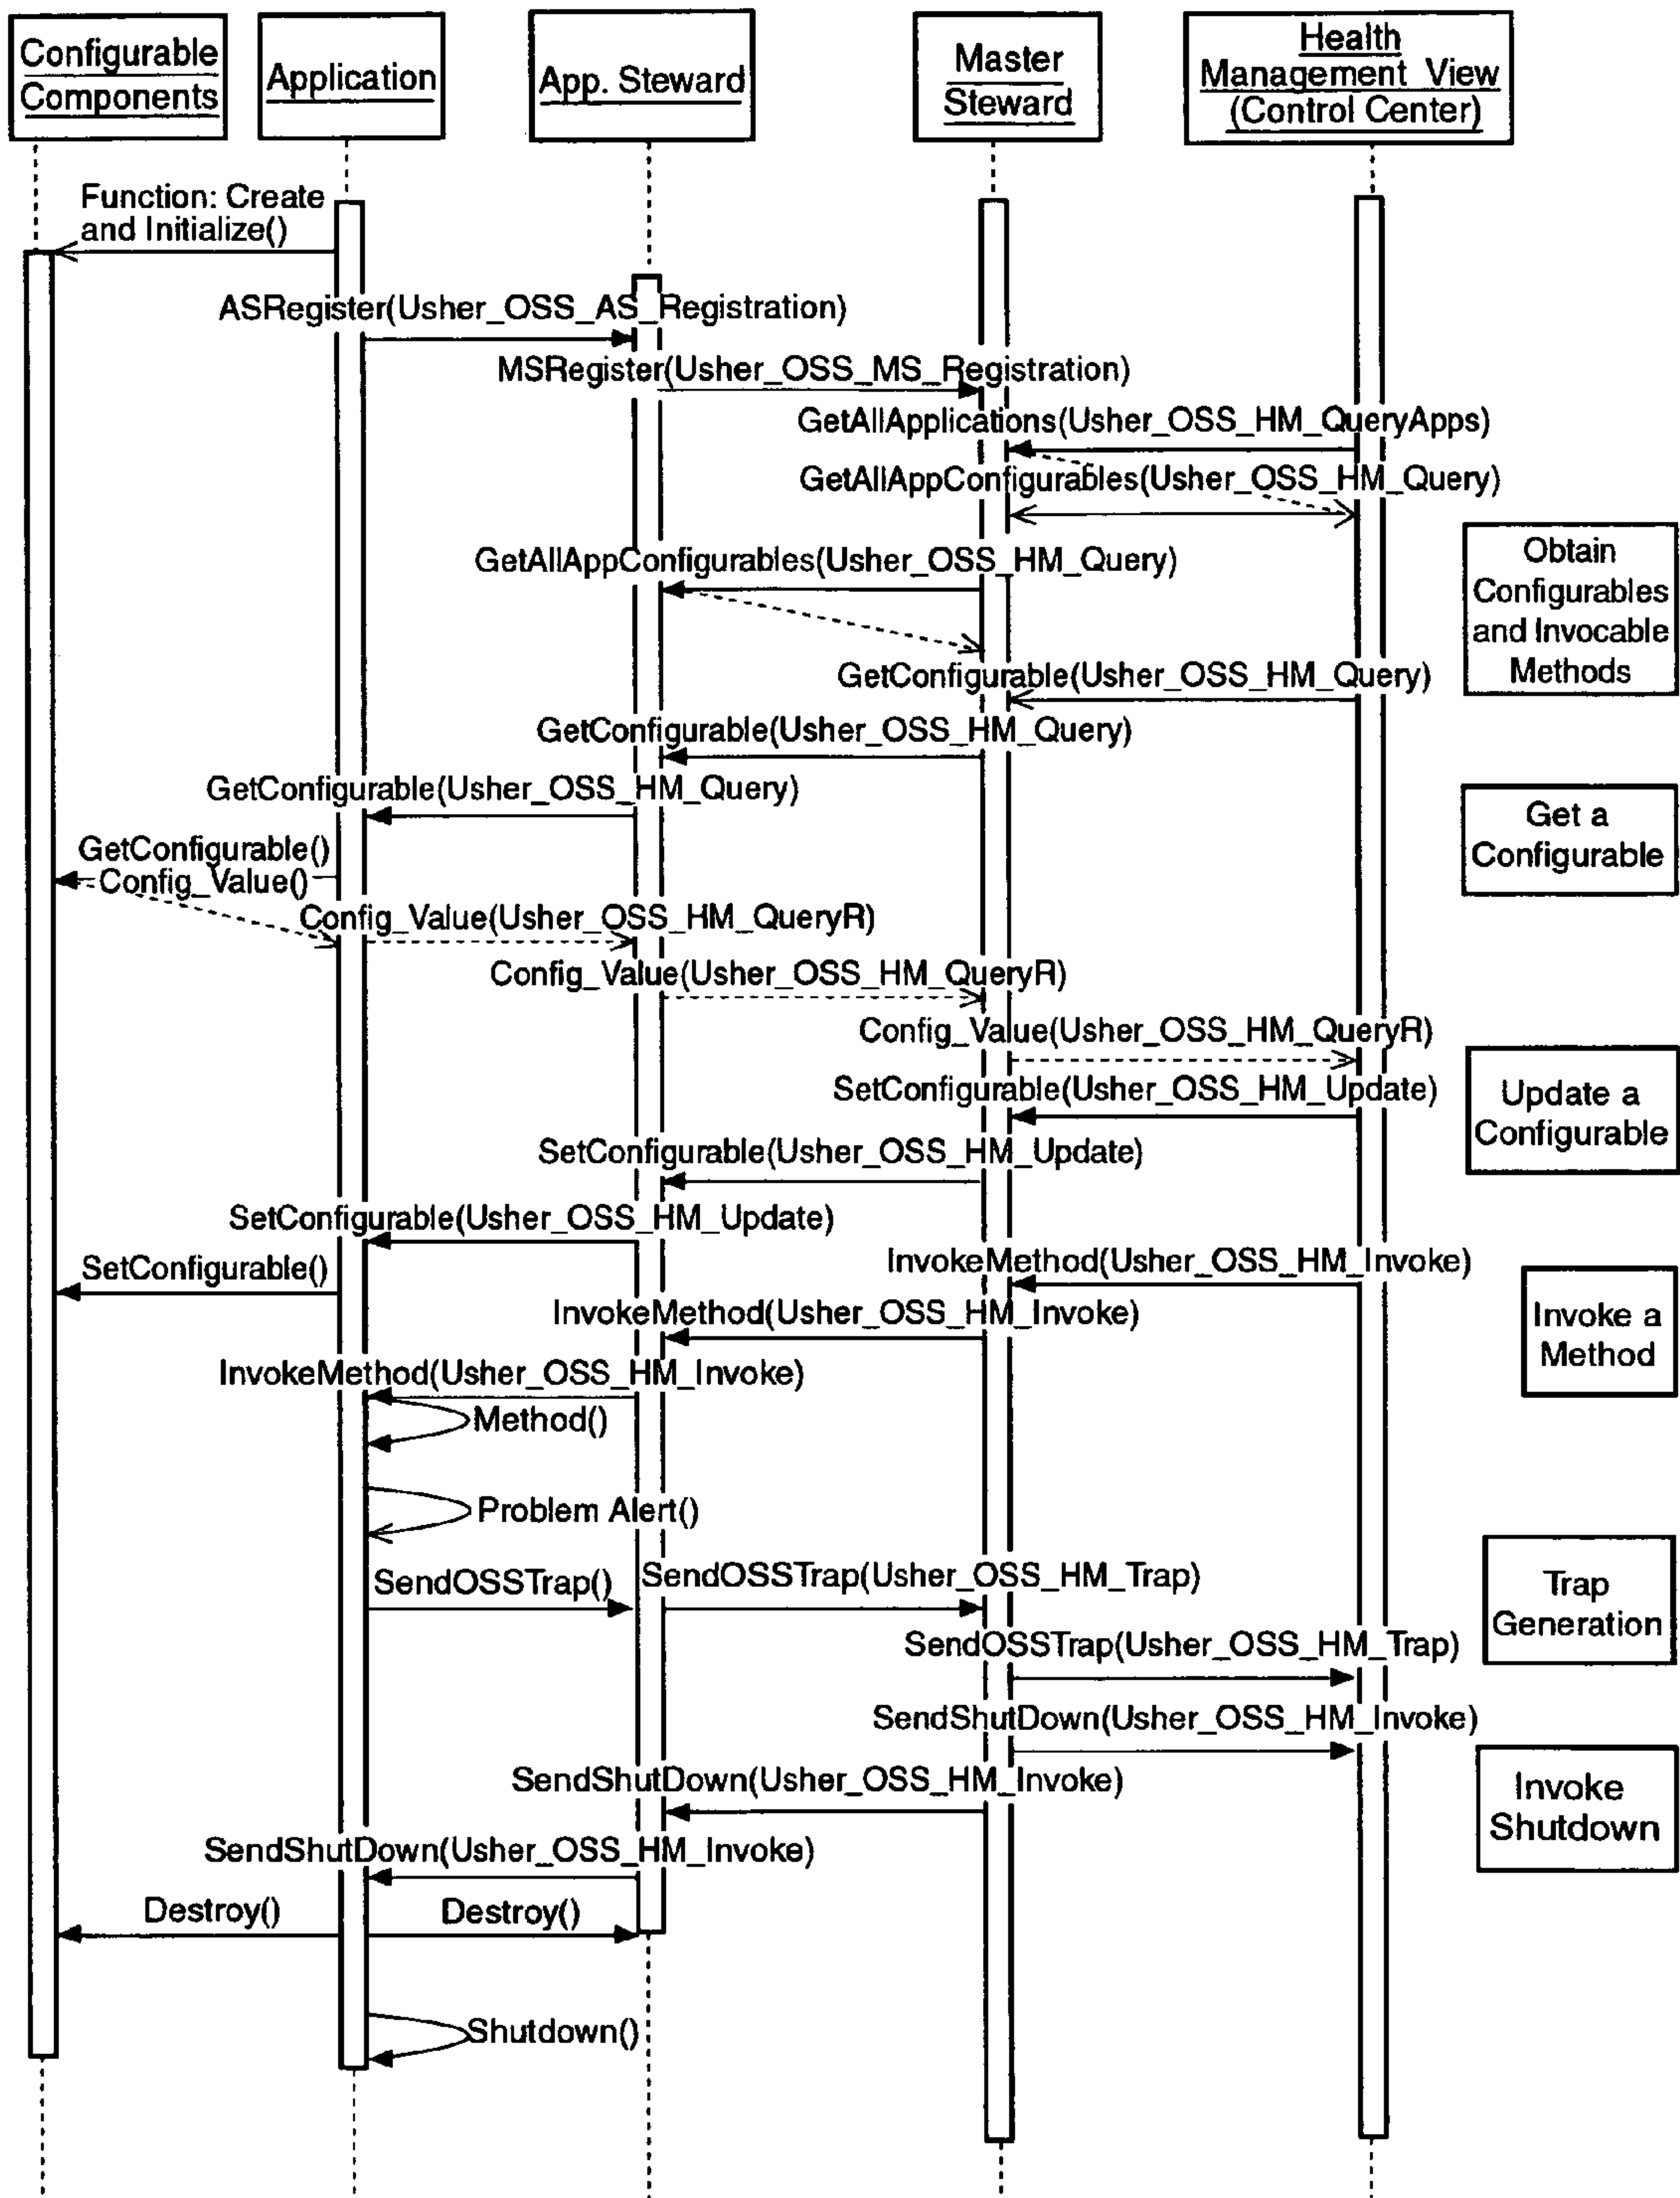 Configurable
Components
Application
App. Steward
Master
Steward
Health
Management View
(Control Center)
Function: Create
and Initialize()
ASRegister(Usher_OSS_AS_Registration)
MSRegister(Usher_OSS_MS_Registration)
GetAllApplications(Usher_OSS_HM_QueryApps)
GetAllAppConfigurables(Usher_OSS_HM_Query)
GetAllAppConfigurables(Usher_OSS_HM_Query)
Obtain
Configurables
and Invocable
Methods
GetConfigurable(Usher_OSS_HM_Query)
GetConfigurable(Usher_OSS_HM_Query)
GetConfigurable(Usher_OSS_HM_Query)
Get a
Configurable
GetConfigurable()
Config_Value()
Config_Value(Usher_OSS_HM_QueryR)
Config_Value(Usher_OSS_HM_QueryR)
Config_Value(Usher_OSS_HM_QueryR)
SetConfigurable(Usher_OSS_HM_Update)
Update a
Configurable
SetConfigurable(Usher_OSS_HM_Update)
SetConfigurable(Usher_OSS_HM_Update)
SetConfigurable()
InvokeMethod(Usher_OSS_HM_Invoke)
InvokeMethod(Usher_OSS_HM_Invoke)
Invoke a
Method
InvokeMethod(Usher_OSS_HM_Invoke)
Method()
Problem Alert()
SendOSSTrap()
SendOSSTrap(Usher_OSS_HM_Trap)
Trap
Generation
SendOSSTrap(Usher_OSS_HM_Trap)
SendShutDown(Usher_OSS_HM_Invoke)
SendShutDown(Usher_OSS_HM_Invoke)
Invoke
Shutdown
SendShutDown(Usher_OSS_HM_Invoke)
Destroy()
Destroy()
Shutdown()